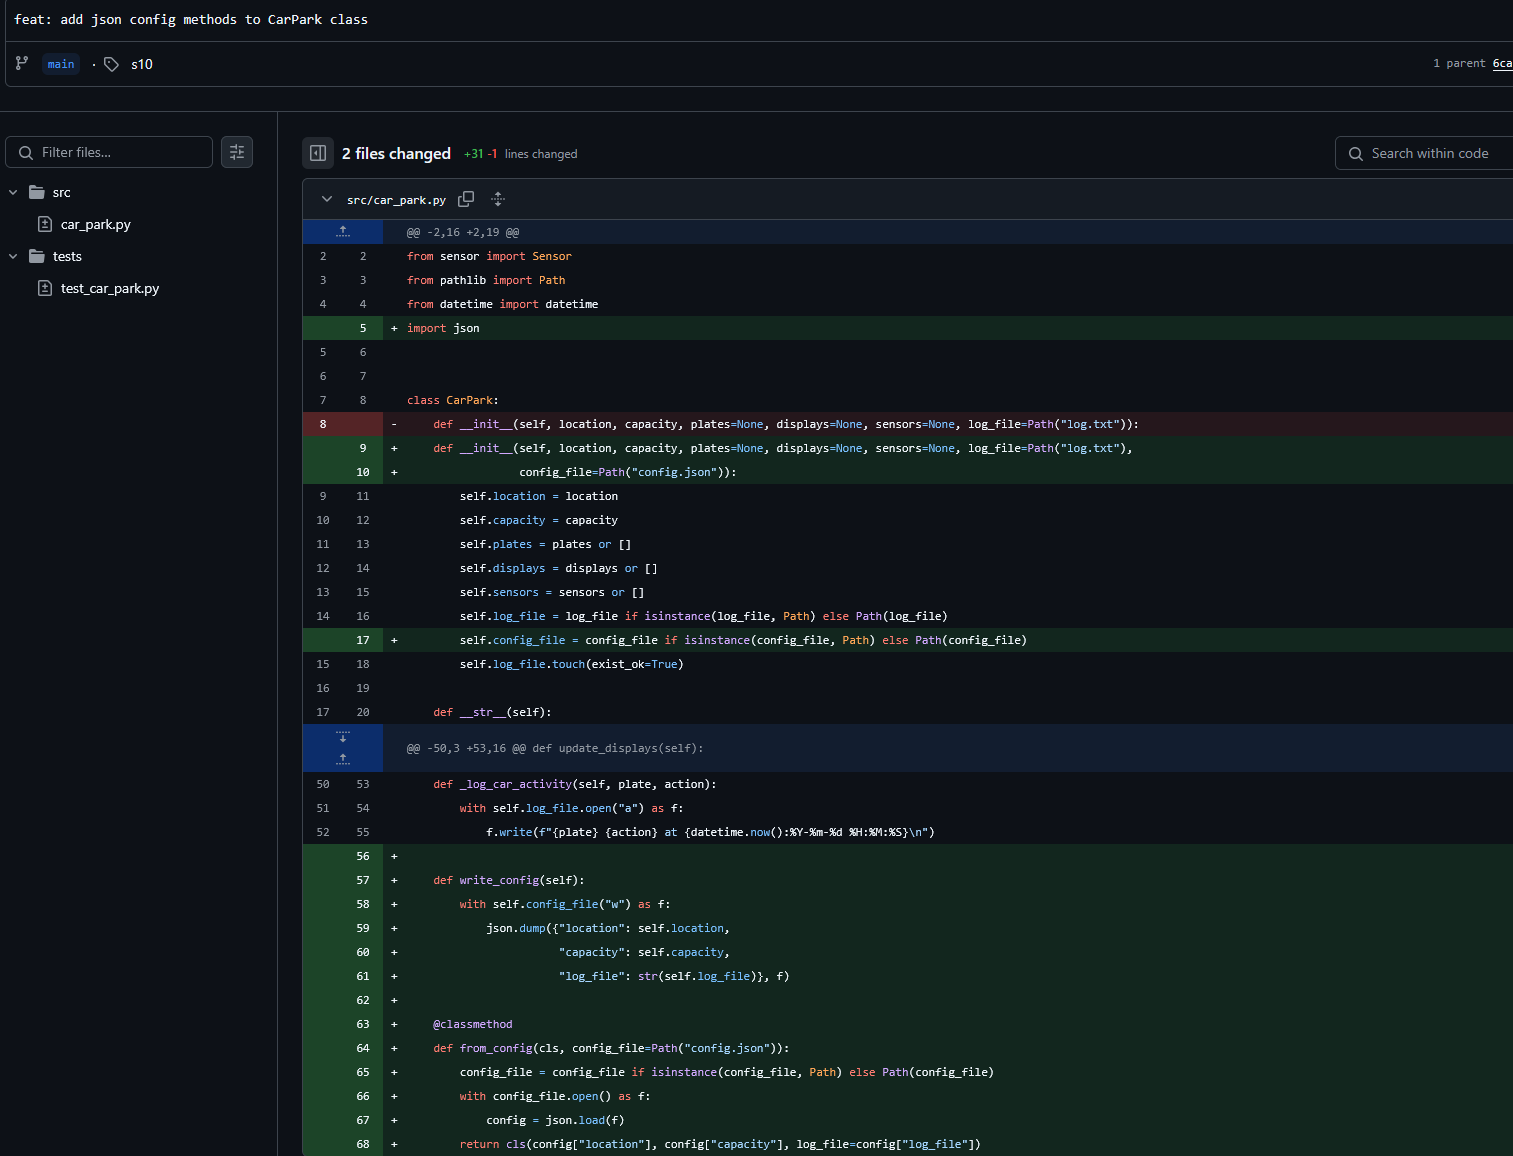 feat: add json config methods to CarPark class
main · s10
1 parent 6ca
Filter files...
2 files changed +31 -1 lines changed
Search within code
src
car_park.py
tests
test_car_park.py
src/car_park.py
@@ -2,16 +2,19 @@
2 2 from sensor import Sensor
3 3 from pathlib import Path
4 4 from datetime import datetime
5 + import json
5 6
6 7
7 8 class CarPark:
8 - def __init__(self, location, capacity, plates=None, displays=None, sensors=None, log_file=Path("log.txt")):
9 + def __init__(self, location, capacity, plates=None, displays=None, sensors=None, log_file=Path("log.txt"),
10 + config_file=Path("config.json")):
9 11 self.location = location
10 12 self.capacity = capacity
11 13 self.plates = plates or []
12 14 self.displays = displays or []
13 15 self.sensors = sensors or []
14 16 self.log_file = log_file if isinstance(log_file, Path) else Path(log_file)
17 + self.config_file = config_file if isinstance(config_file, Path) else Path(config_file)
15 18 self.log_file.touch(exist_ok=True)
16 19
17 20 def __str__(self):
@@ -50,3 +53,16 @@ def update_displays(self):
50 53 def _log_car_activity(self, plate, action):
51 54 with self.log_file.open("a") as f:
52 55 f.write(f"{plate} {action} at {datetime.now():%Y-%m-%d %H:%M:%S}\n")
56 +
57 + def write_config(self):
58 + with self.config_file("w") as f:
59 + json.dump({"location": self.location,
60 + "capacity": self.capacity,
61 + "log_file": str(self.log_file)}, f)
62 +
63 + @classmethod
64 + def from_config(cls, config_file=Path("config.json")):
65 + config_file = config_file if isinstance(config_file, Path) else Path(config_file)
66 + with config_file.open() as f:
67 + config = json.load(f)
68 + return cls(config["location"], config["capacity"], log_file=config["log_file"])